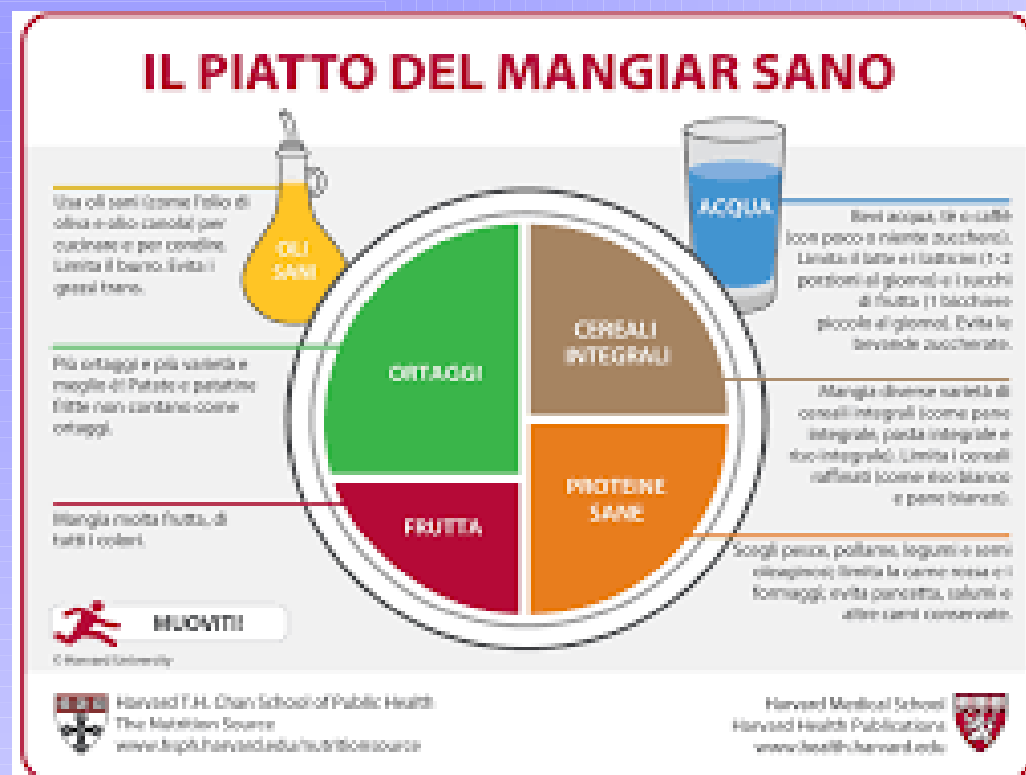 IL PIATTO DEL MANGIAR SANO
Usa oli sani (come l'olio di
oliva e olio canola) per
cucinare e per condire.
Limita il burro. Evita i
grassi trans.
OLI
SANI
ACQUA
Bevi acqua, tè o caffè
(con poco o niente zucchero).
Limita il latte e i latticini (1-2
porzioni al giorno) e i succhi
di frutta (1 bicchiere
piccolo al giorno). Evita le
bevande zuccherate.
Più ortaggi e più varietà e
meglio è! Patate e patatine
fritte non contano come
ortaggi.
ORTAGGI
CEREALI
INTEGRALI
Mangia diverse varietà di
cereali integrali (come pane
integrale, pasta integrale e
riso integrale). Limita i cereali
raffinati (come riso bianco
e pane bianco).
Mangia molta frutta, di
tutti i colori.
FRUTTA
PROTEINE
SANE
Scegli pesce, pollame, legumi e semi
oleaginosi; limita la carne rossa e i
formaggi; evita pancetta, salumi e
altre carni conservate.
MUOVITI!
© Harvard University
Harvard T.H. Chan School of Public Health
The Nutrition Source
www.hsph.harvard.edu/nutritionsource
Harvard Medical School
Harvard Health Publications
www.health.harvard.edu